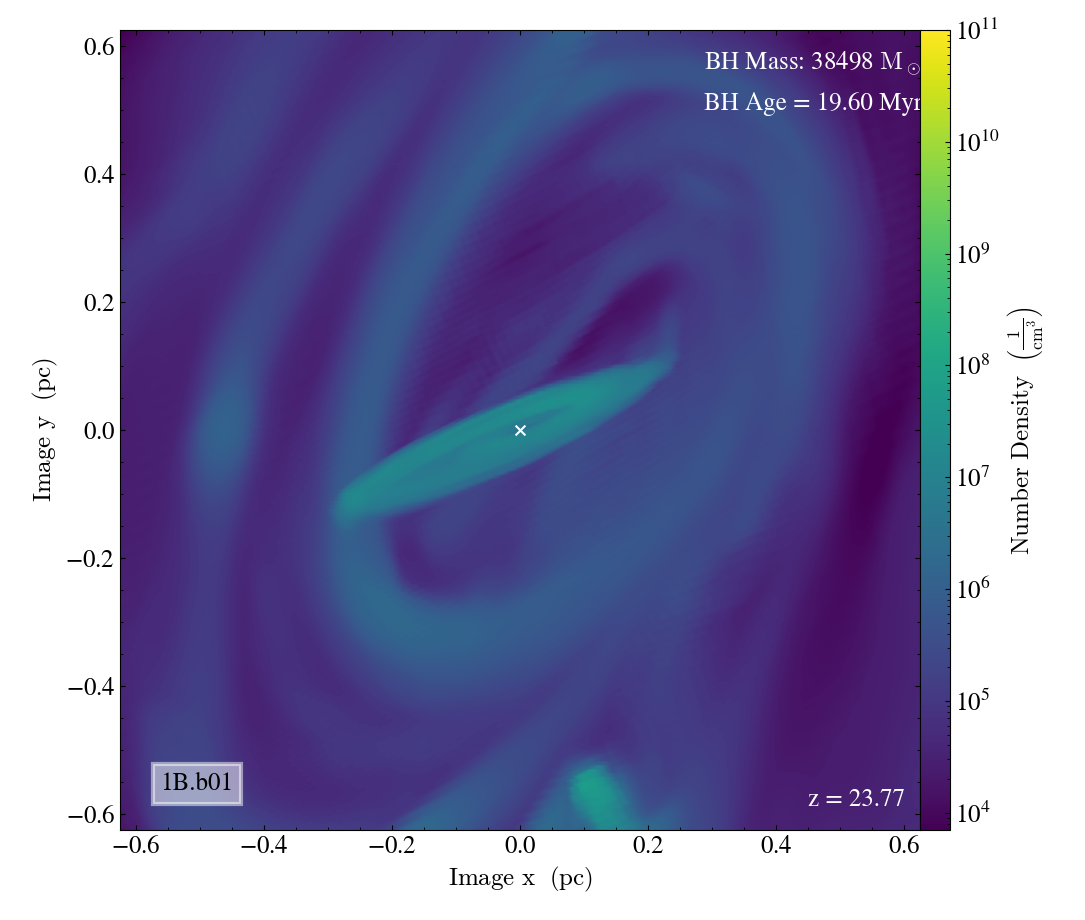 BH Mass: 38498 M☉
BH Age = 19.60 Myr
z = 23.77
1B.b01
Image y (pc)
0.6
0.4
0.2
0.0
−0.2
−0.4
−0.6
−0.6 −0.4 −0.2 0.0 0.2 0.4 0.6
Image x (pc)
10¹¹
10¹⁰
10⁹
10⁸
10⁷
10⁶
10⁵
10⁴
Number Density (1/cm³)